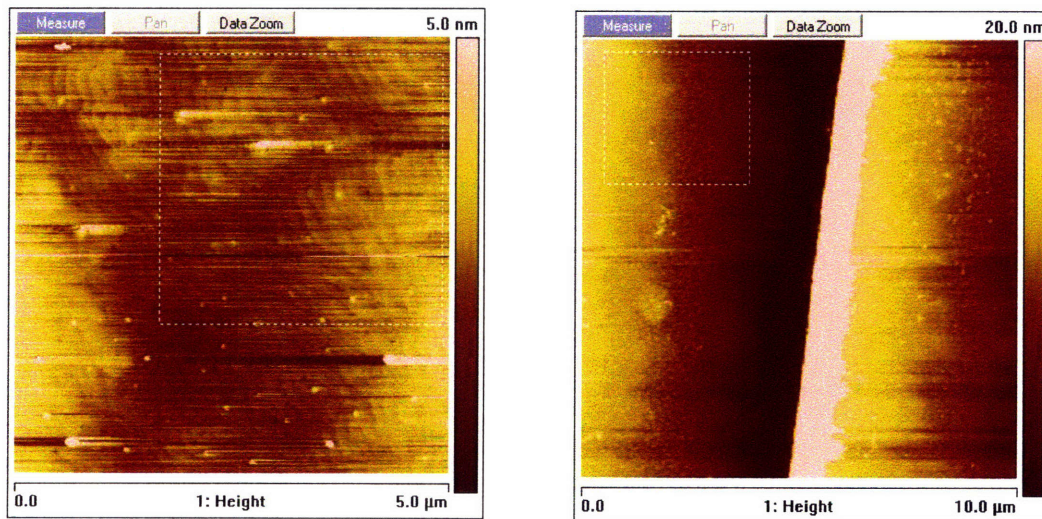 Measure Pan Data Zoom 5.0 nm
0.0 1: Height 5.0 µm
Measure Pan Data Zoom 20.0 nm
0.0 1: Height 10.0 µm